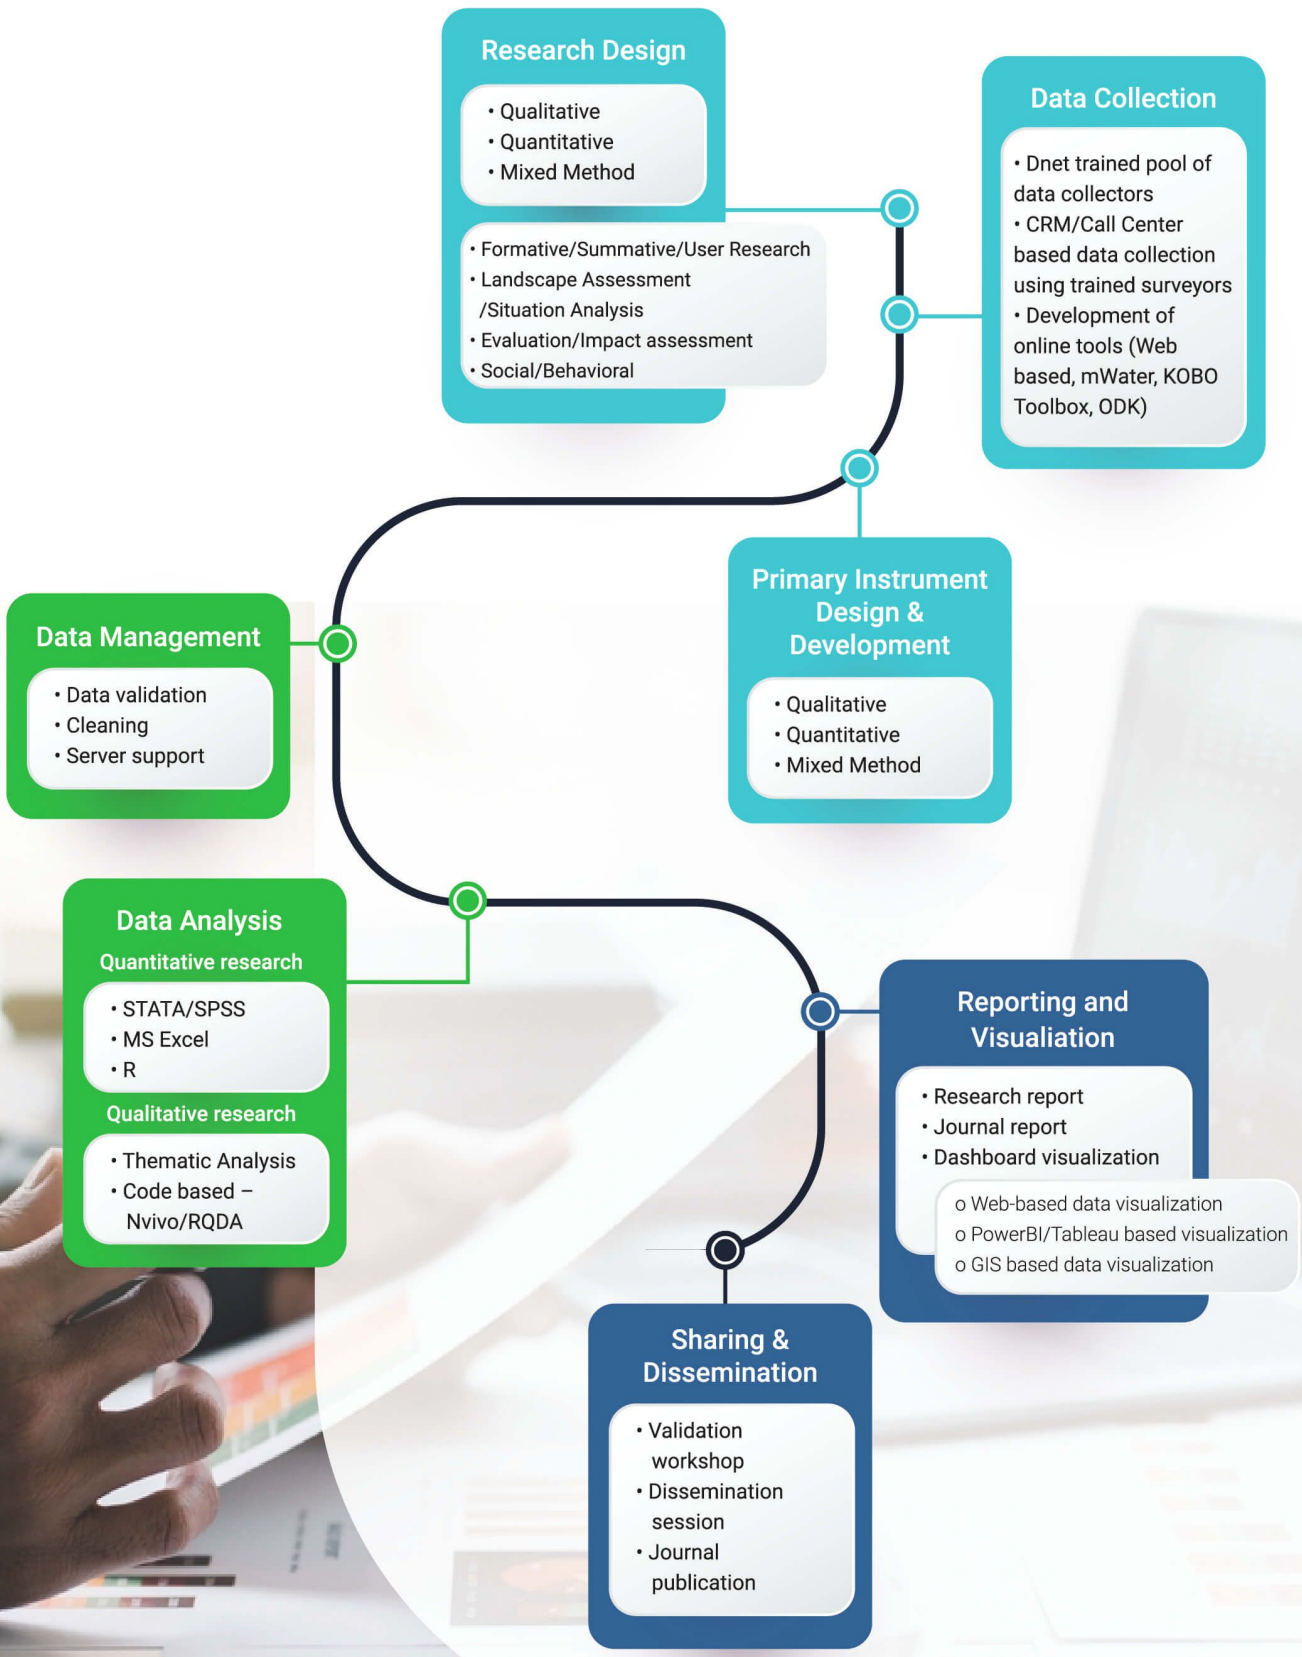 Research Design
• Qualitative
• Quantitative
• Mixed Method
• Formative/Summative/User Research
• Landscape Assessment
/Situation Analysis
• Evaluation/Impact assessment
• Social/Behavioral
Data Collection
• Dnet trained pool of
data collectors
• CRM/Call Center
based data collection
using trained surveyors
• Development of
online tools (Web
based, mWater, KOBO
Toolbox, ODK)
Primary Instrument
Design &
Development
• Qualitative
• Quantitative
• Mixed Method
Data Management
• Data validation
• Cleaning
• Server support
Data Analysis
Quantitative research
• STATA/SPSS
• MS Excel
• R
Qualitative research
• Thematic Analysis
• Code based –
Nvivo/RQDA
Reporting and
Visualiation
• Research report
• Journal report
• Dashboard visualization
o Web-based data visualization
o PowerBI/Tableau based visualization
o GIS based data visualization
Sharing &
Dissemination
• Validation
workshop
• Dissemination
session
• Journal
publication